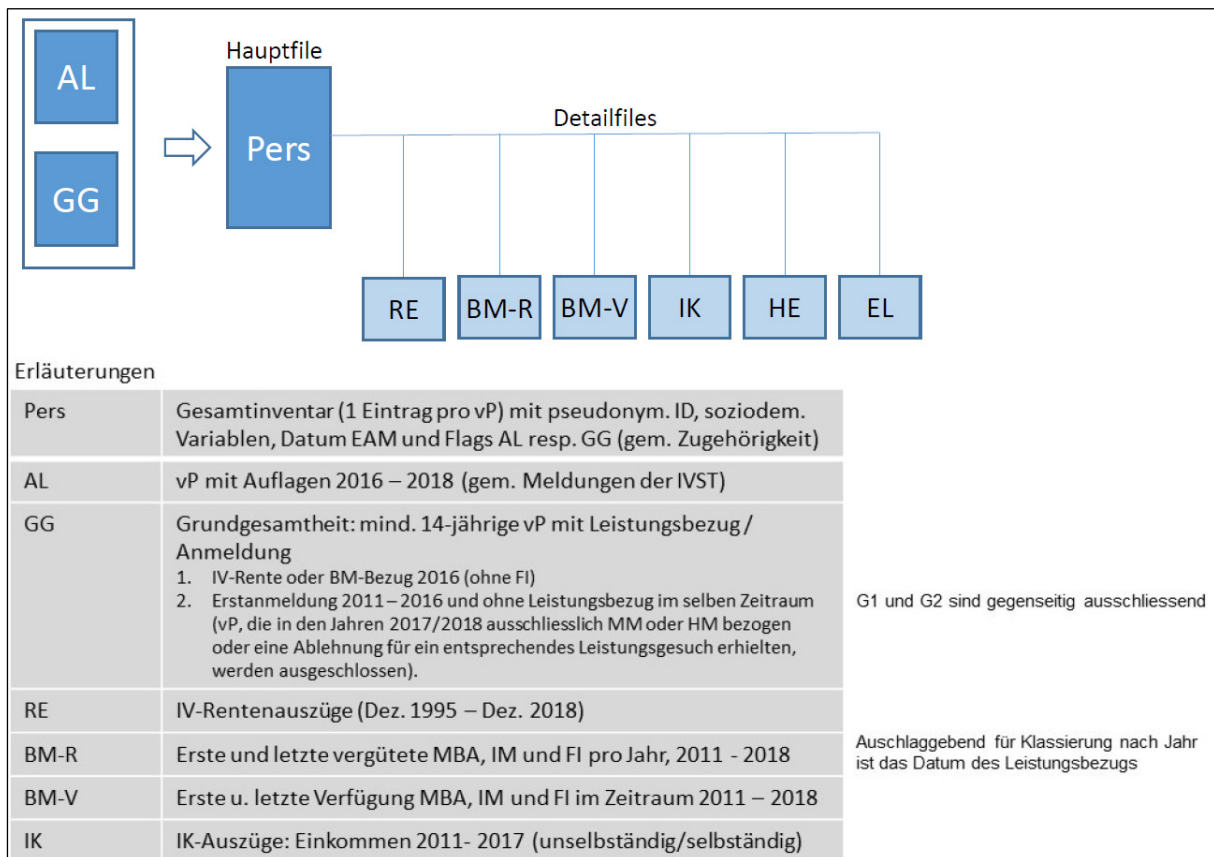 AL
GG
Hauptfile
Pers
Detailfiles
RE
BM-R
BM-V
IK
HE
EL
Erläuterungen
Pers
Gesamtinventar (1 Eintrag pro vP) mit pseudonym. ID, soziodem.
Variablen, Datum EAM und Flags AL resp. GG (gem. Zugehörigkeit)
AL
vP mit Auflagen 2016 – 2018 (gem. Meldungen der IVST)
GG
Grundgesamtheit: mind. 14-jährige vP mit Leistungsbezug /
Anmeldung
1. IV-Rente oder BM-Bezug 2016 (ohne FI)
2. Erstanmeldung 2011 – 2016 und ohne Leistungsbezug im selben Zeitraum
(vP, die in den Jahren 2017/2018 ausschliesslich MM oder HM bezogen
oder eine Ablehnung für ein entsprechendes Leistungsgesuch erhielten,
werden ausgeschlossen).
G1 und G2 sind gegenseitig ausschliessend
RE
IV-Rentenauszüge (Dez. 1995 – Dez. 2018)
BM-R
Erste und letzte vergütete MBA, IM und FI pro Jahr, 2011 - 2018
Auschlaggebend für Klassierung nach Jahr
ist das Datum des Leistungsbezugs
BM-V
Erste u. letzte Verfügung MBA, IM und FI im Zeitraum 2011 – 2018
IK
IK-Auszüge: Einkommen 2011- 2017 (unselbständig/selbständig)